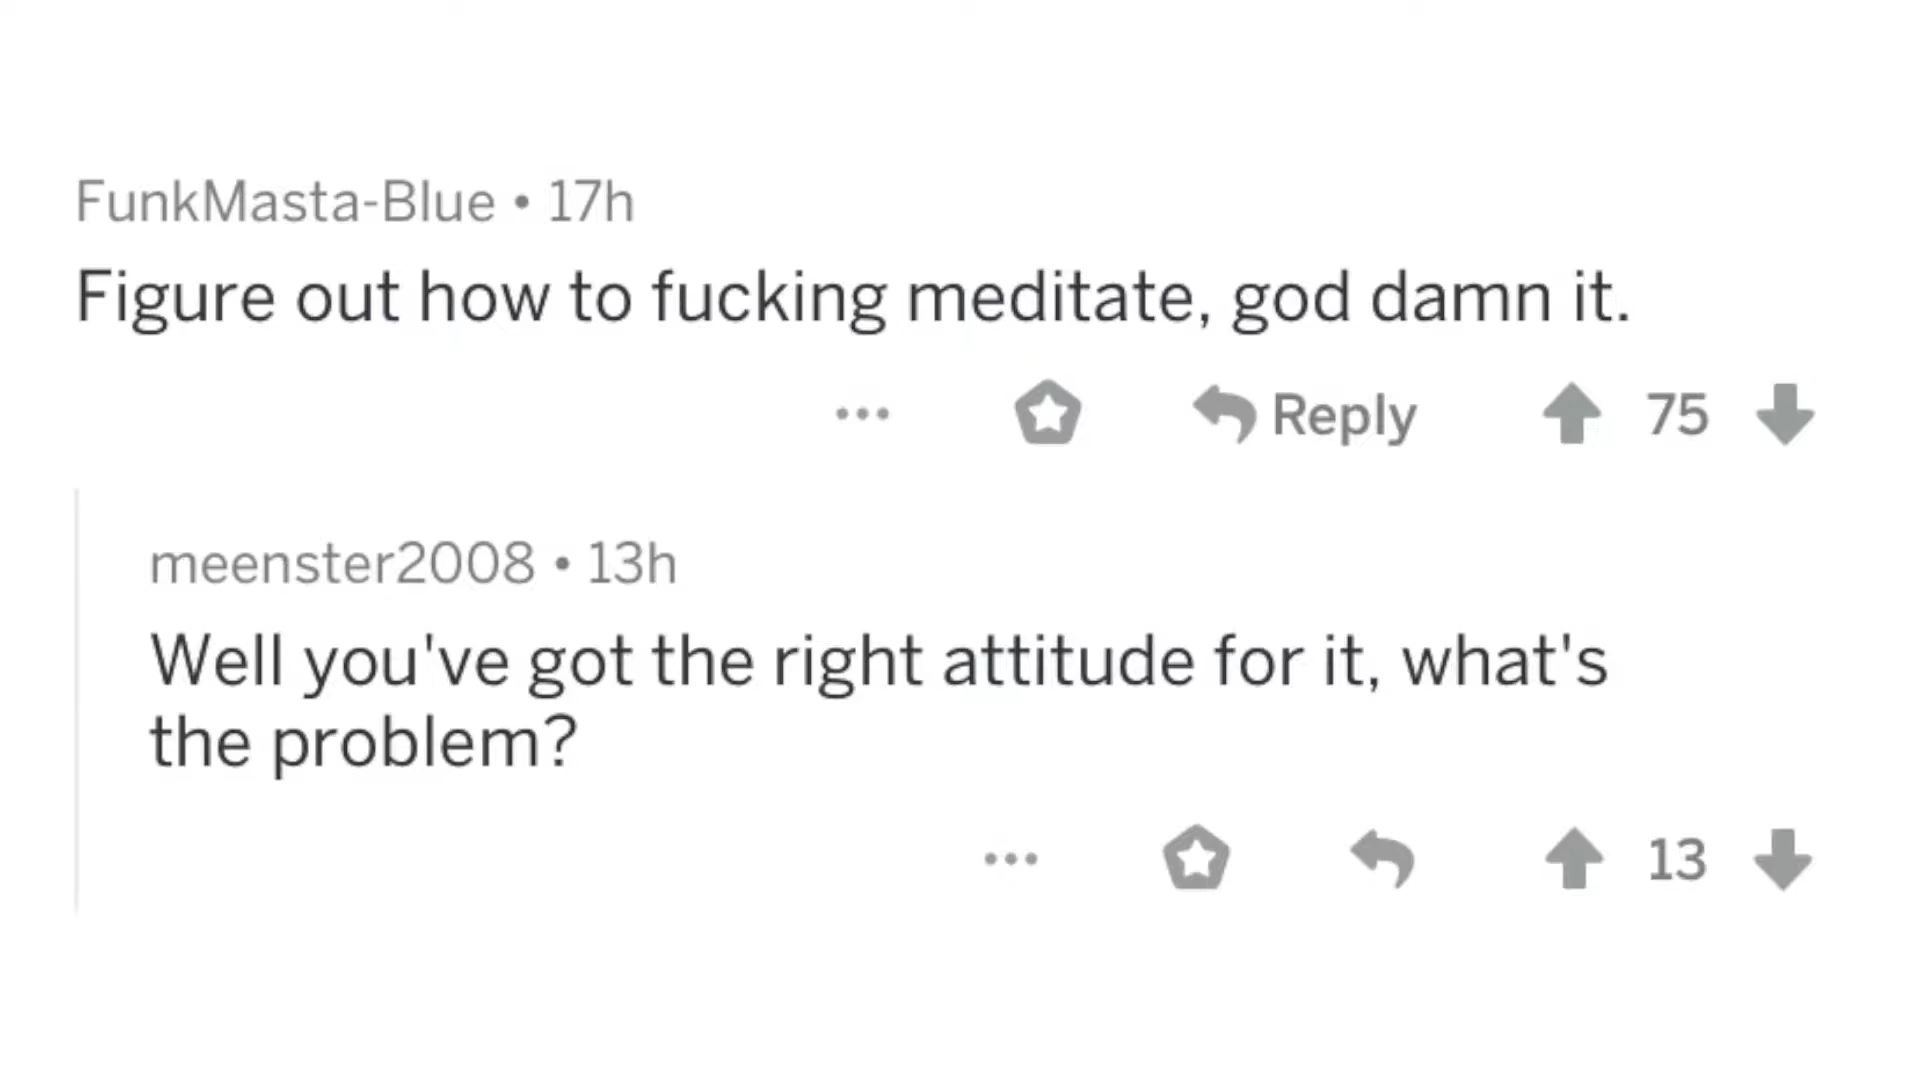 FunkMasta-Blue • 17h
Figure out how to fucking meditate, god damn it.
Reply 75
meenster2008 • 13h
Well you've got the right attitude for it, what's
the problem?
13